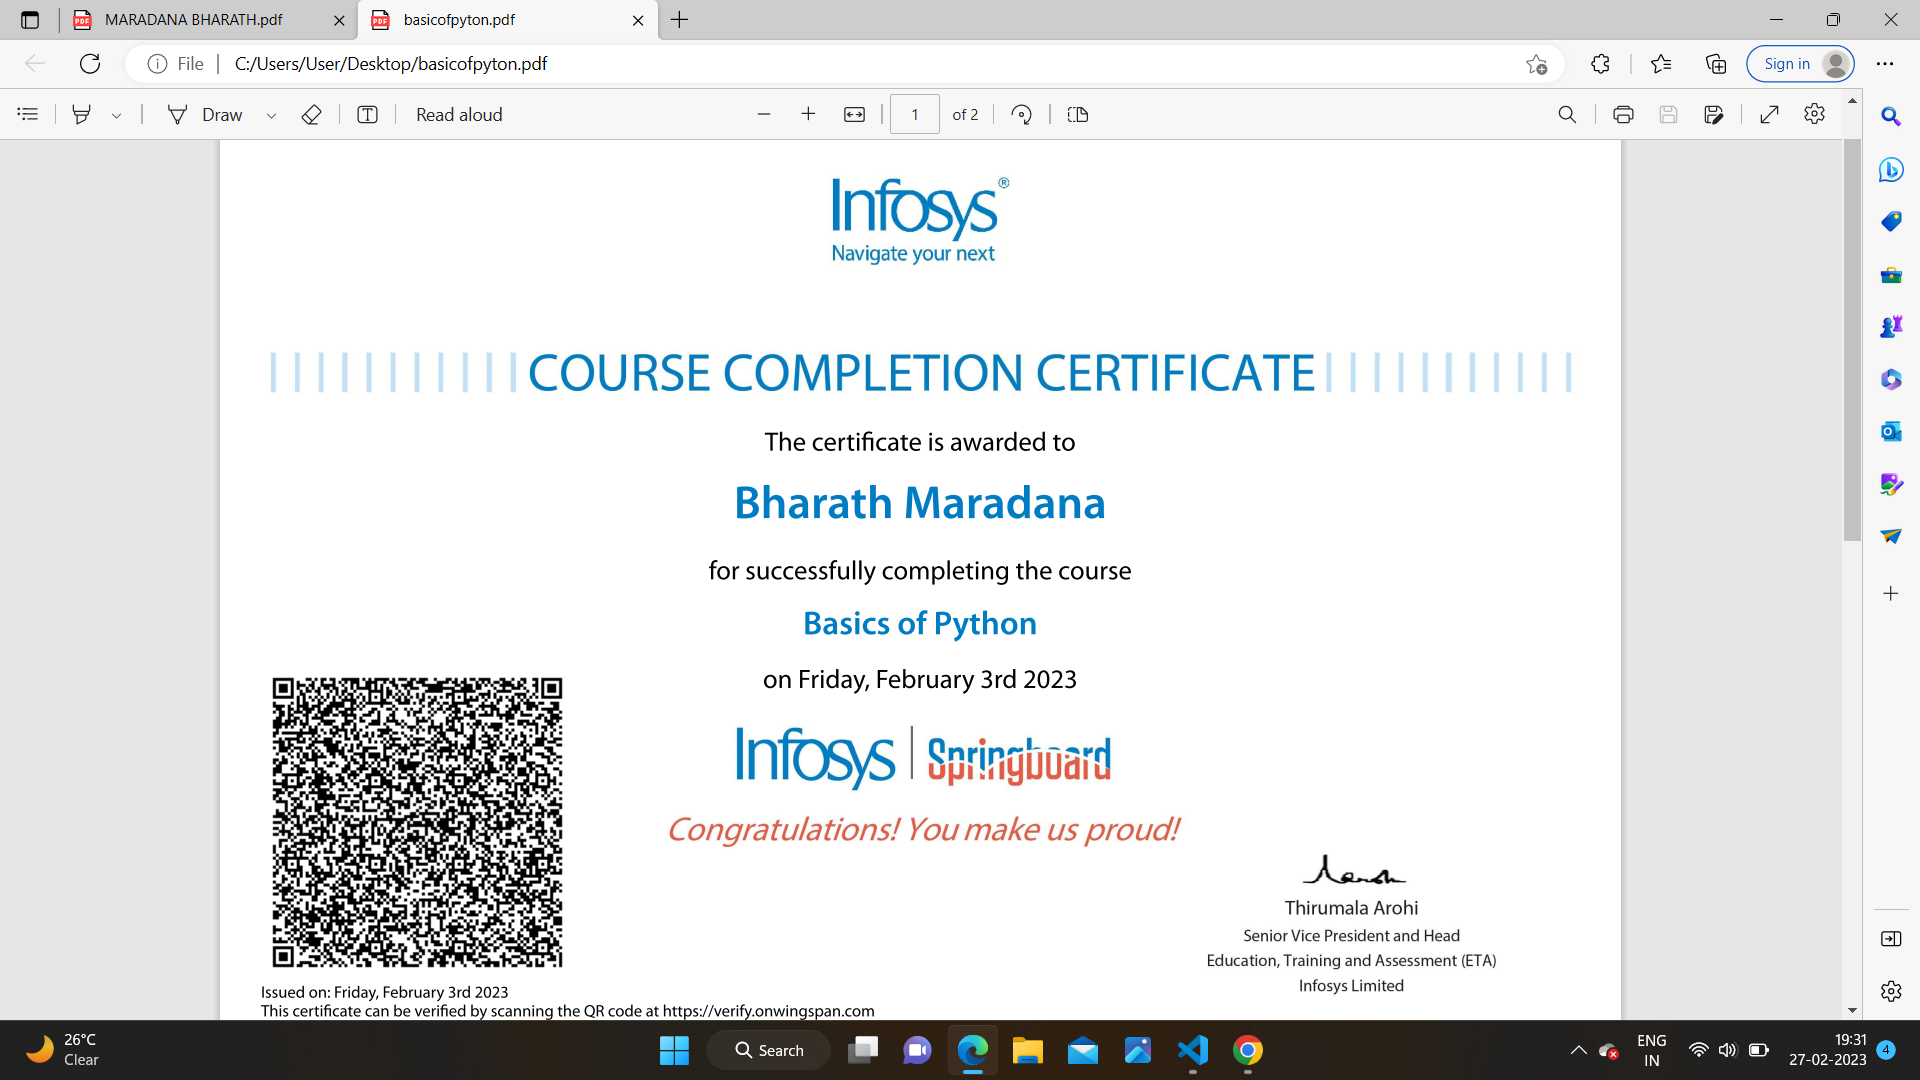 MARADANA BHARATH.pdf
basicofpyton.pdf
File
C:/Users/User/Desktop/basicofpyton.pdf
Sign in
Draw
Read aloud
1
of 2
Infosys®
Navigate your next
COURSE COMPLETION CERTIFICATE
The certificate is awarded to
Bharath Maradana
for successfully completing the course
Basics of Python
on Friday, February 3rd 2023
Infosys | Springboard
Congratulations! You make us proud!
Thirumala Arohi
Senior Vice President and Head
Education, Training and Assessment (ETA)
Infosys Limited
Issued on: Friday, February 3rd 2023
This certificate can be verified by scanning the QR code at https://verify.onwingspan.com
26°C
Clear
Search
ENG
IN
19:31
27-02-2023
4